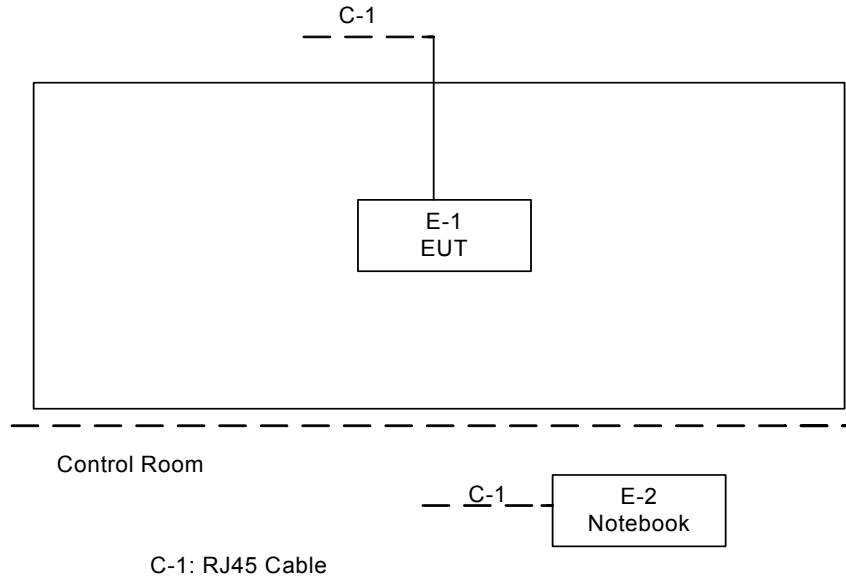 C-1
E-1
EUT
Control Room
C-1
E-2
Notebook
C-1: RJ45 Cable